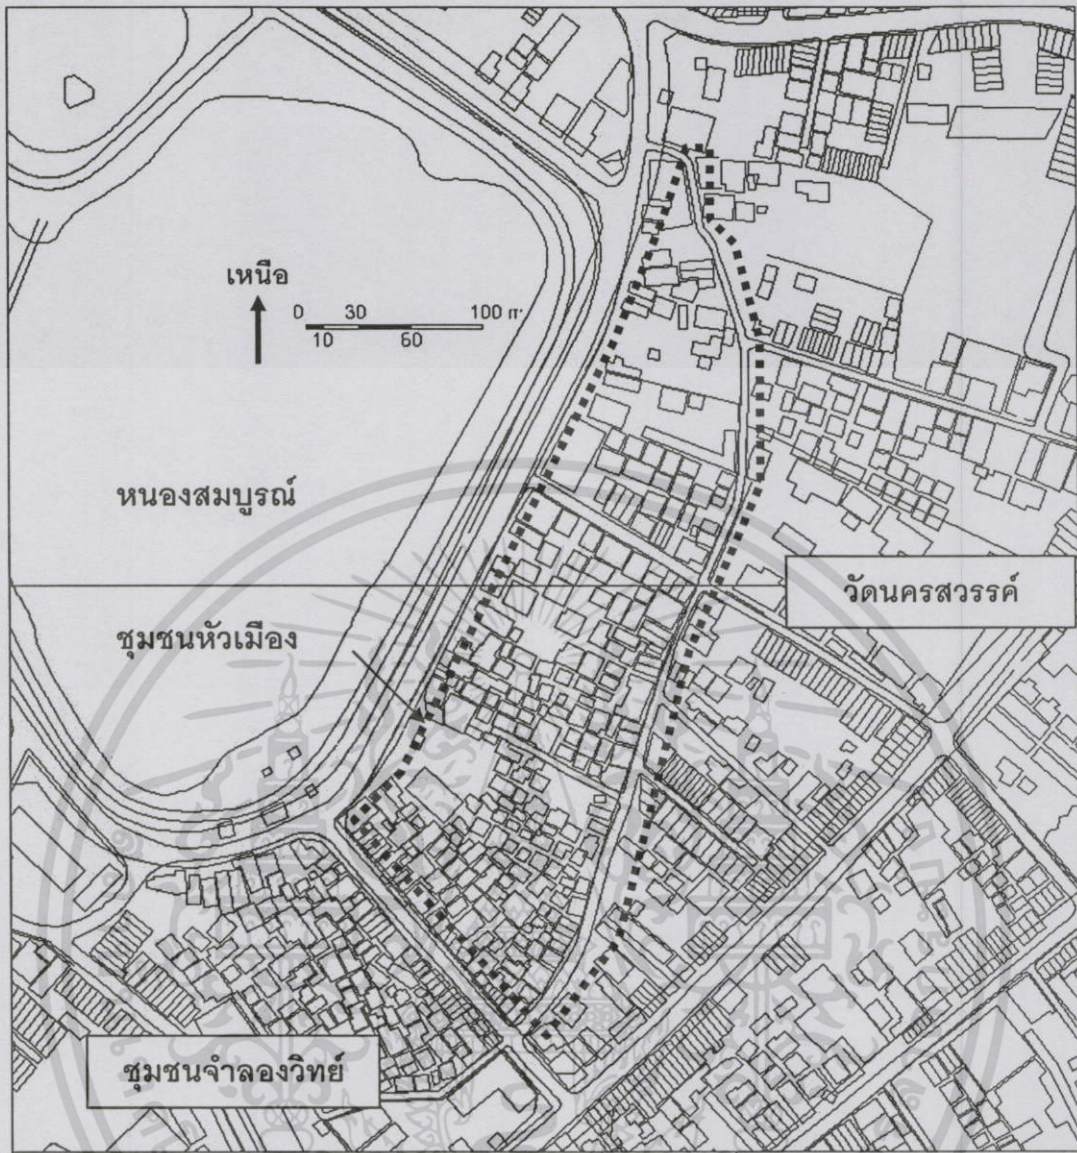 เหนือ
0 30 100 ม.
10 60
หนองสมบูรณ์
วัดนครสวรรค์
ชุมชนหัวเมือง
ชุมชนจำลองวิทย์